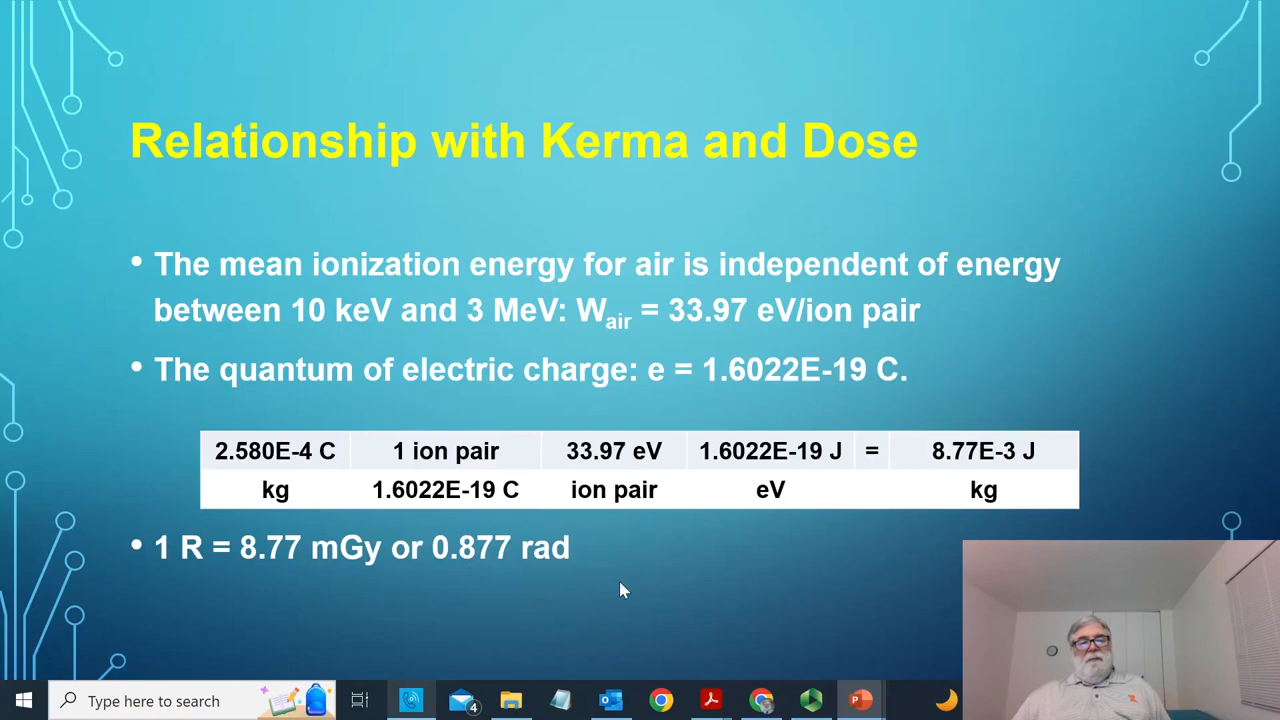 Relationship with Kerma and Dose
• The mean ionization energy for air is independent of energy
between 10 keV and 3 MeV: Wair = 33.97 eV/ion pair
• The quantum of electric charge: e = 1.6022E-19 C.
2.580E-4 C 1 ion pair 33.97 eV 1.6022E-19 J = 8.77E-3 J
kg 1.6022E-19 C ion pair eV kg
• 1 R = 8.77 mGy or 0.877 rad
Type here to search
4